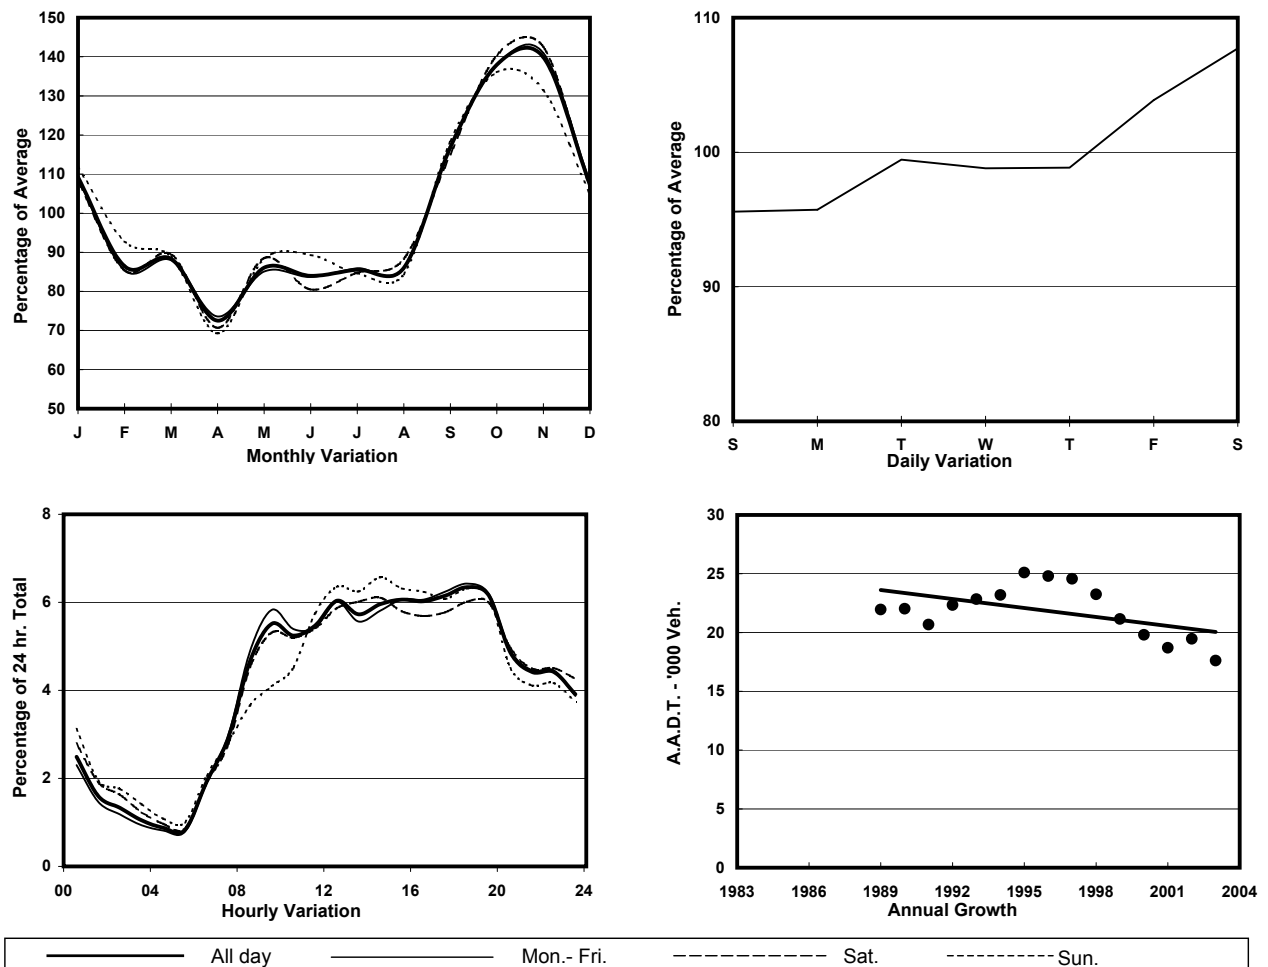 150
140
130
120
110
100
90
80
70
60
50
Percentage of Average
J F M A M J J A S O N D
Monthly Variation
110
100
90
80
Percentage of Average
S M T W T F S
Daily Variation
8
6
4
2
0
Percentage of 24 hr. Total
00 04 08 12 16 20 24
Hourly Variation
30
25
20
15
10
5
0
A.A.D.T. - '000 Veh.
1983 1986 1989 1992 1995 1998 2001 2004
Annual Growth
All day Mon.- Fri. Sat. Sun.